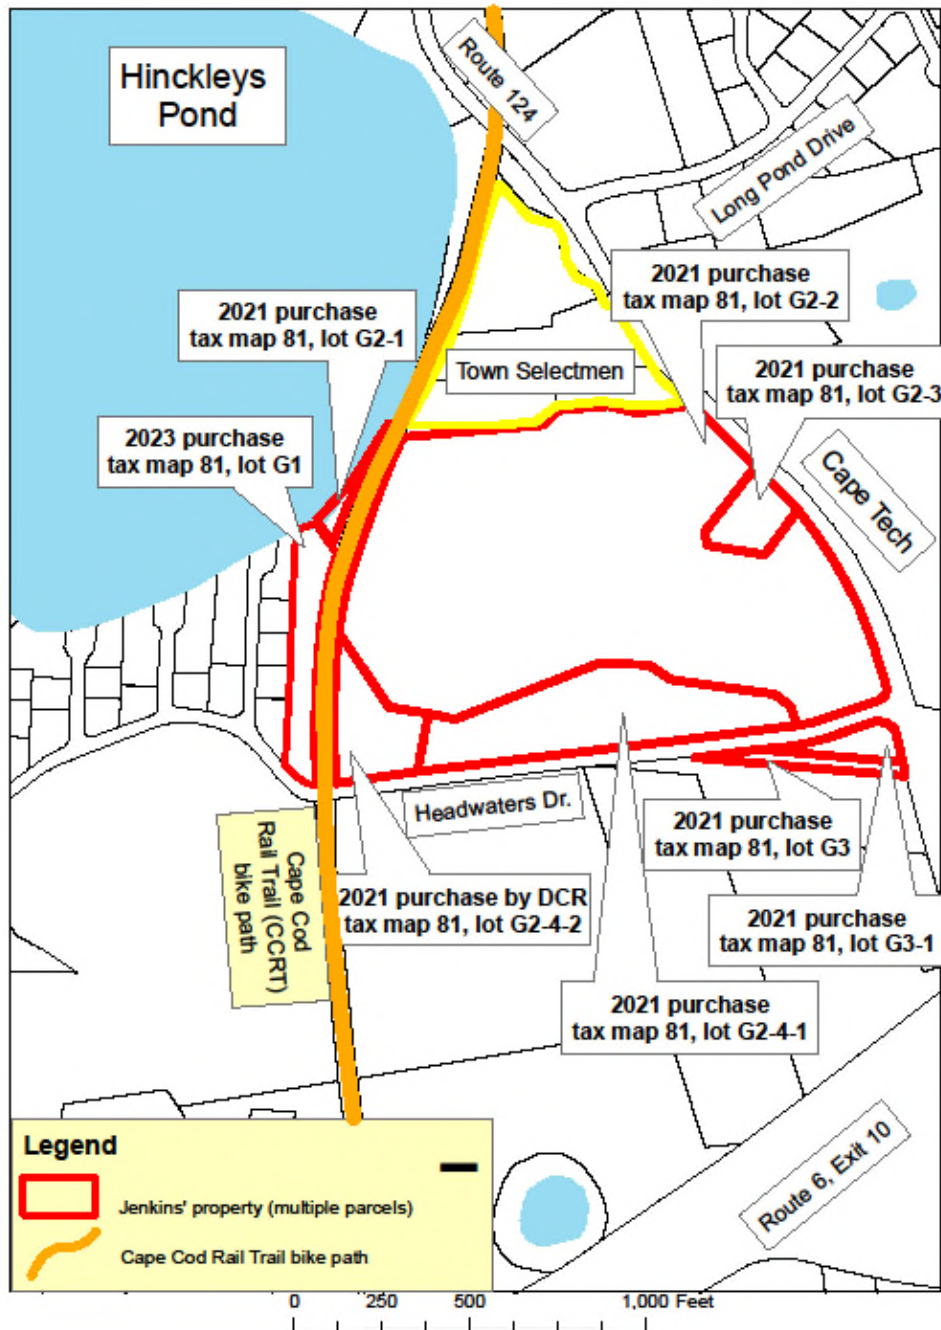 Hinckleys
Pond
Route 124
Long Pond Drive
2021 purchase
tax map 81, lot G2-2
2021 purchase
tax map 81, lot G2-1
Town Selectmen
2021 purchase
tax map 81, lot G2-3
2023 purchase
tax map 81, lot G1
Cape Tech
Headwaters Dr.
2021 purchase
tax map 81, lot G3
Cape Cod
Rail Trail (CCRT)
bike path
2021 purchase by DCR
tax map 81, lot G2-4-2
2021 purchase
tax map 81, lot G3-1
2021 purchase
tax map 81, lot G2-4-1
Route 6, Exit 10
Legend
Jenkins' property (multiple parcels)
Cape Cod Rail Trail bike path
0 250 500 1,000 Feet